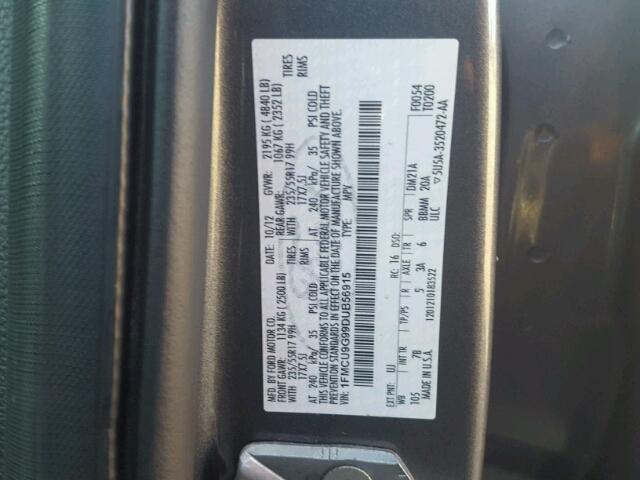 MFD. BY FORD MOTOR CO.
DATE: 10/12 GVWR: 2195 KG ( 4840 LB)
FRONT GAWR: 1134 KG ( 2500 LB) REAR GAWR: 1067 KG ( 2352 LB)
235/55R17 99H TIRES WITH 235/55R17 99H TIRES
17X7.5J RIMS 17X7.5J RIMS
AT 240 kPa/ 35 PSI COLD AT 240 kPa/ 35 PSI COLD
THIS VEHICLE CONFORMS TO ALL APPLICABLE FEDERAL MOTOR VEHICLE SAFETY AND THEFT
PREVENTION STANDARDS IN EFFECT ON THE DATE OF MANUFACTURE SHOWN ABOVE.
VIN: 1FMCU9G99DUB56915 TYPE: MPV
F0054
T0200
EXT PNT: UJ RC: 16 DSO:
WB INT TR TP/PS R AXLE TR SPR DM21A
105 7B 5 3A 6 BBMM 20A
MADE IN U.S.A. 1201210183522 ULC ▽5U5A-3520472-AA